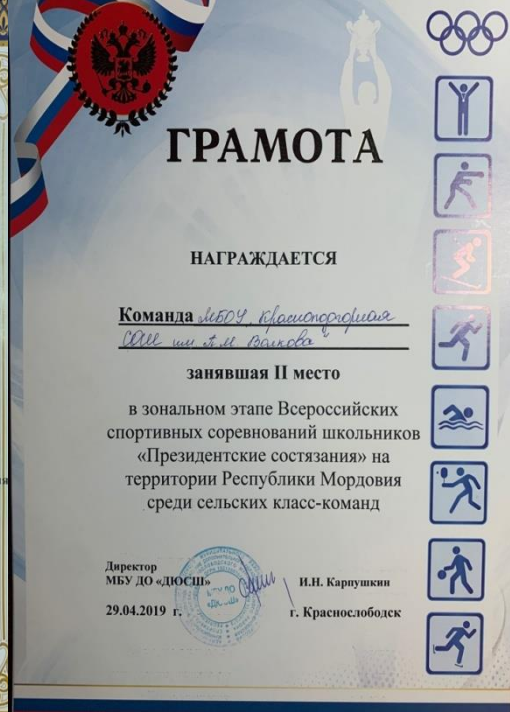 ГРАМОТА
НАГРАЖДАЕТСЯ
Команда МБОУ "Красноподгорная
СОШ им. П.М. Волкова"
занявшая II место
в зональном этапе Всероссийских
спортивных соревнований школьников
«Президентские состязания» на
территории Республики Мордовия
среди сельских класс-команд
Директор
МБУ ДО «ДЮСШ» И.Н. Карпушкин
29.04.2019 г. г. Краснослободск